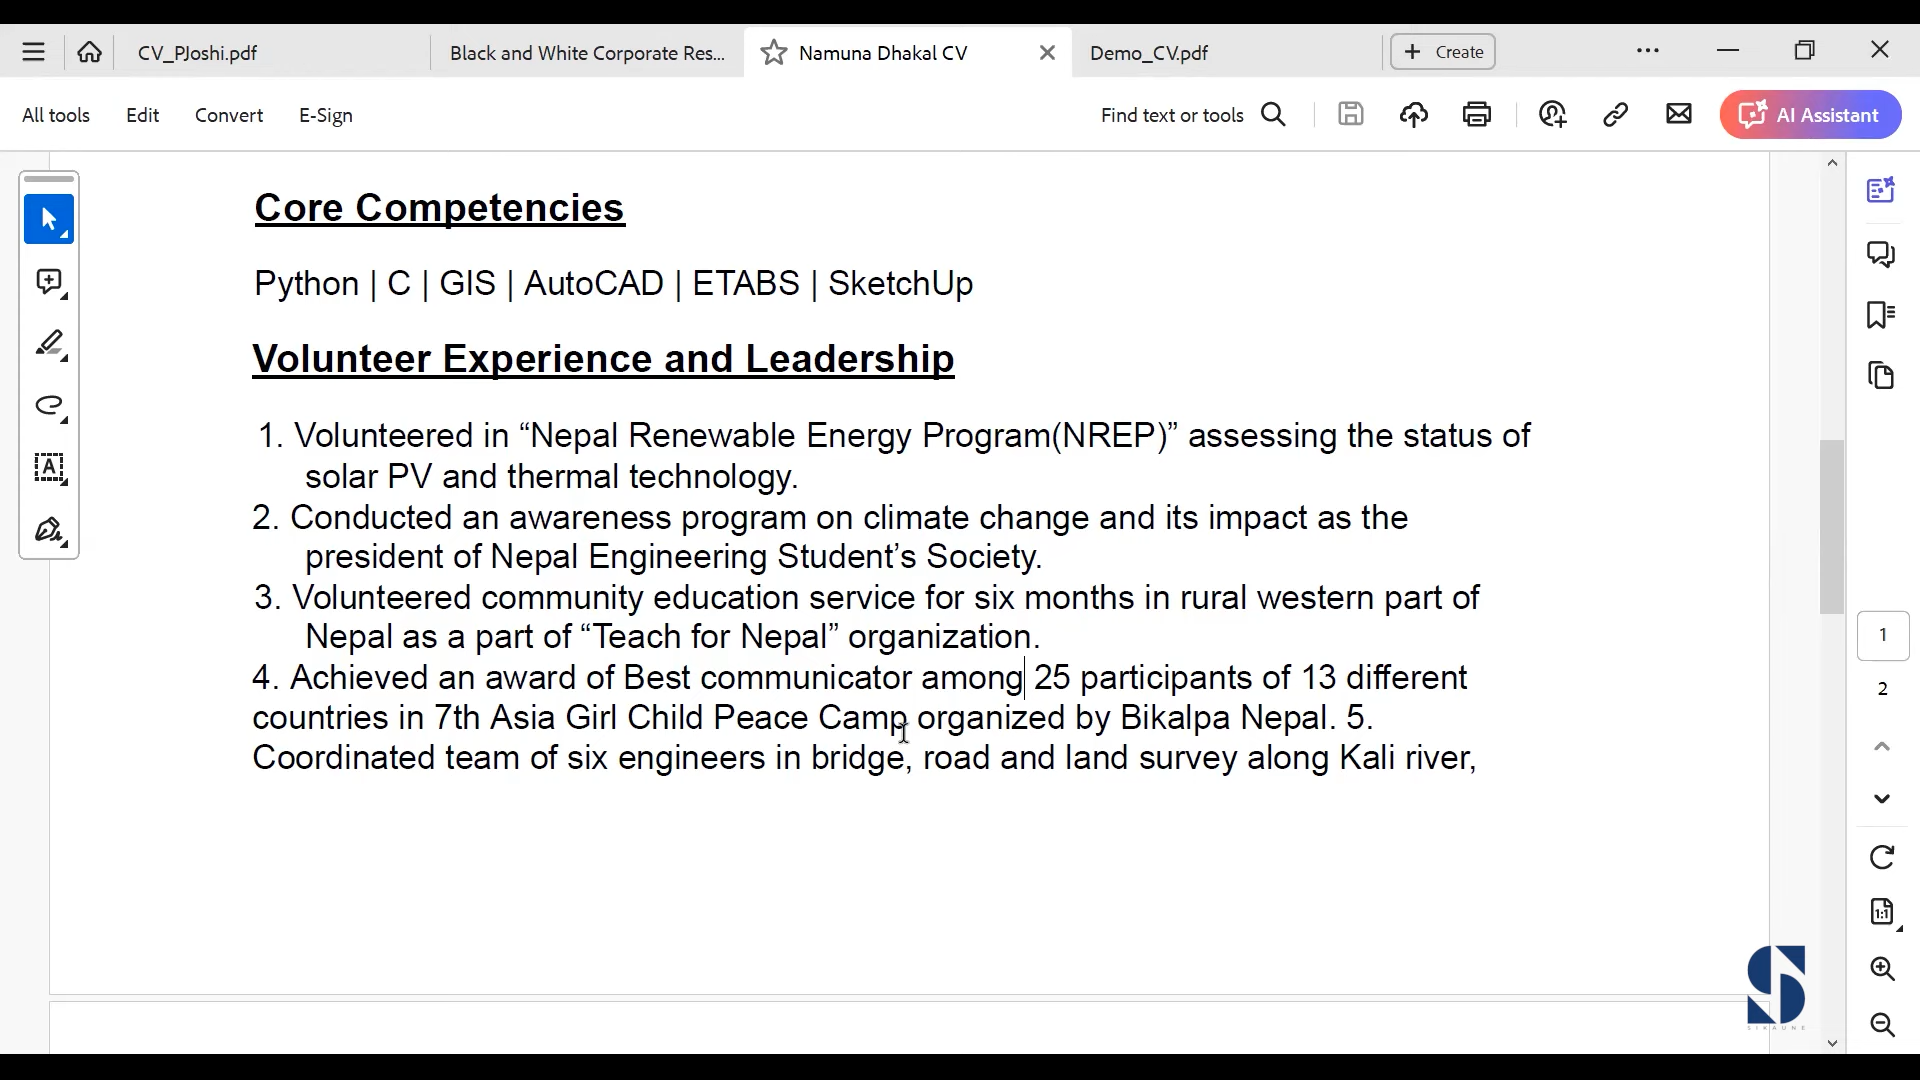 CV_PJoshi.pdf
Black and White Corporate Res...
Namuna Dhakal CV
Demo_CV.pdf
Create
All tools
Edit
Convert
E-Sign
Find text or tools
AI Assistant
Core Competencies
Python | C | GIS | AutoCAD | ETABS | SketchUp
Volunteer Experience and Leadership
1. Volunteered in “Nepal Renewable Energy Program(NREP)” assessing the status of
solar PV and thermal technology.
2. Conducted an awareness program on climate change and its impact as the
president of Nepal Engineering Student’s Society.
3. Volunteered community education service for six months in rural western part of
Nepal as a part of “Teach for Nepal” organization.
4. Achieved an award of Best communicator among 25 participants of 13 different
countries in 7th Asia Girl Child Peace Camp organized by Bikalpa Nepal. 5.
Coordinated team of six engineers in bridge, road and land survey along Kali river,
1
2
1:1
SIKAUNE